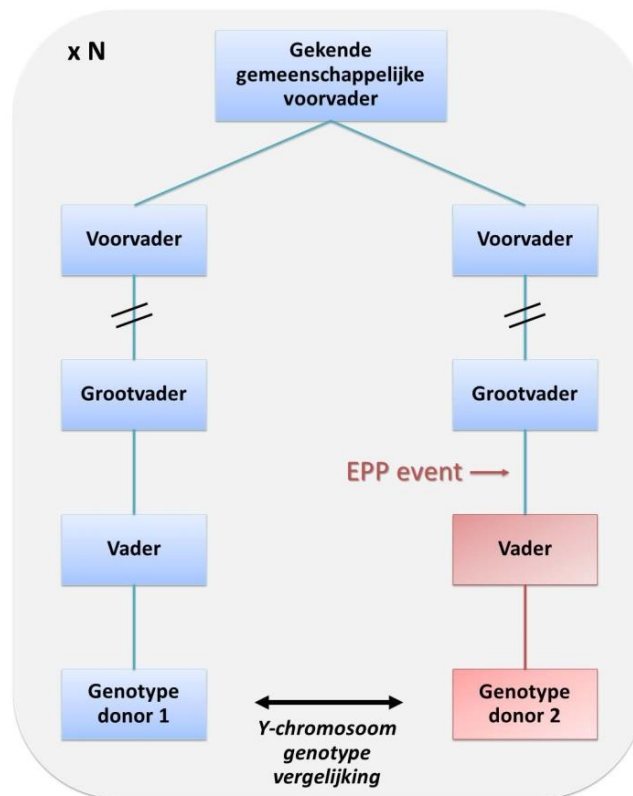 x N
Gekende
gemeenschappelijke
voorvader
Voorvader
Voorvader
Grootvader
Grootvader
EPP event
Vader
Vader
Genotype
donor 1
Y-chromosoom
genotype
vergelijking
Genotype
donor 2